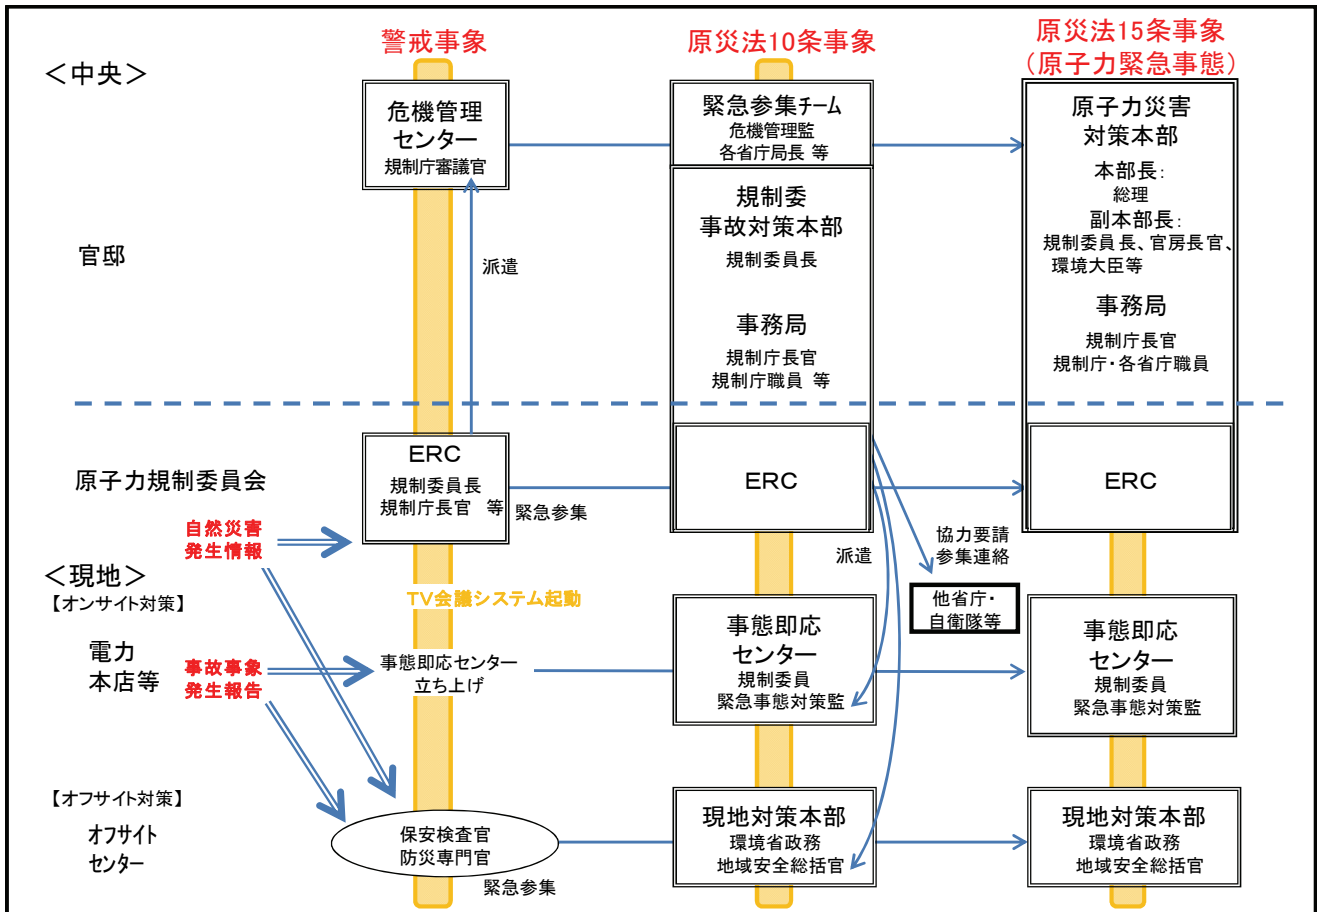 警戒事象
原災法10条事象
原災法15条事象
（原子力緊急事態）
＜中央＞
危機管理
センター
規制庁審議官
緊急参集チーム
危機管理監
各省庁局長 等
原子力災害
対策本部
本部長：
総理
副本部長：
規制委員長、官房長官、
環境大臣等
事務局
規制庁長官
規制庁・各省庁職員
規制委
事故対策本部
規制委員長
事務局
規制庁長官
規制庁職員 等
官邸
派遣
原子力規制委員会
ERC
規制委員長
規制庁長官 等
緊急参集
ERC
ERC
自然災害
発生情報
派遣
協力要請
参集連絡
他省庁・
自衛隊等
＜現地＞
【オンサイト対策】
TV会議システム起動
電力
本店等
事故事象
発生報告
事態即応センター
立ち上げ
事態即応
センター
規制委員
緊急事態対策監
事態即応
センター
規制委員
緊急事態対策監
【オフサイト対策】
オフサイト
センター
保安検査官
防災専門官
緊急参集
現地対策本部
環境省政務
地域安全総括官
現地対策本部
環境省政務
地域安全総括官